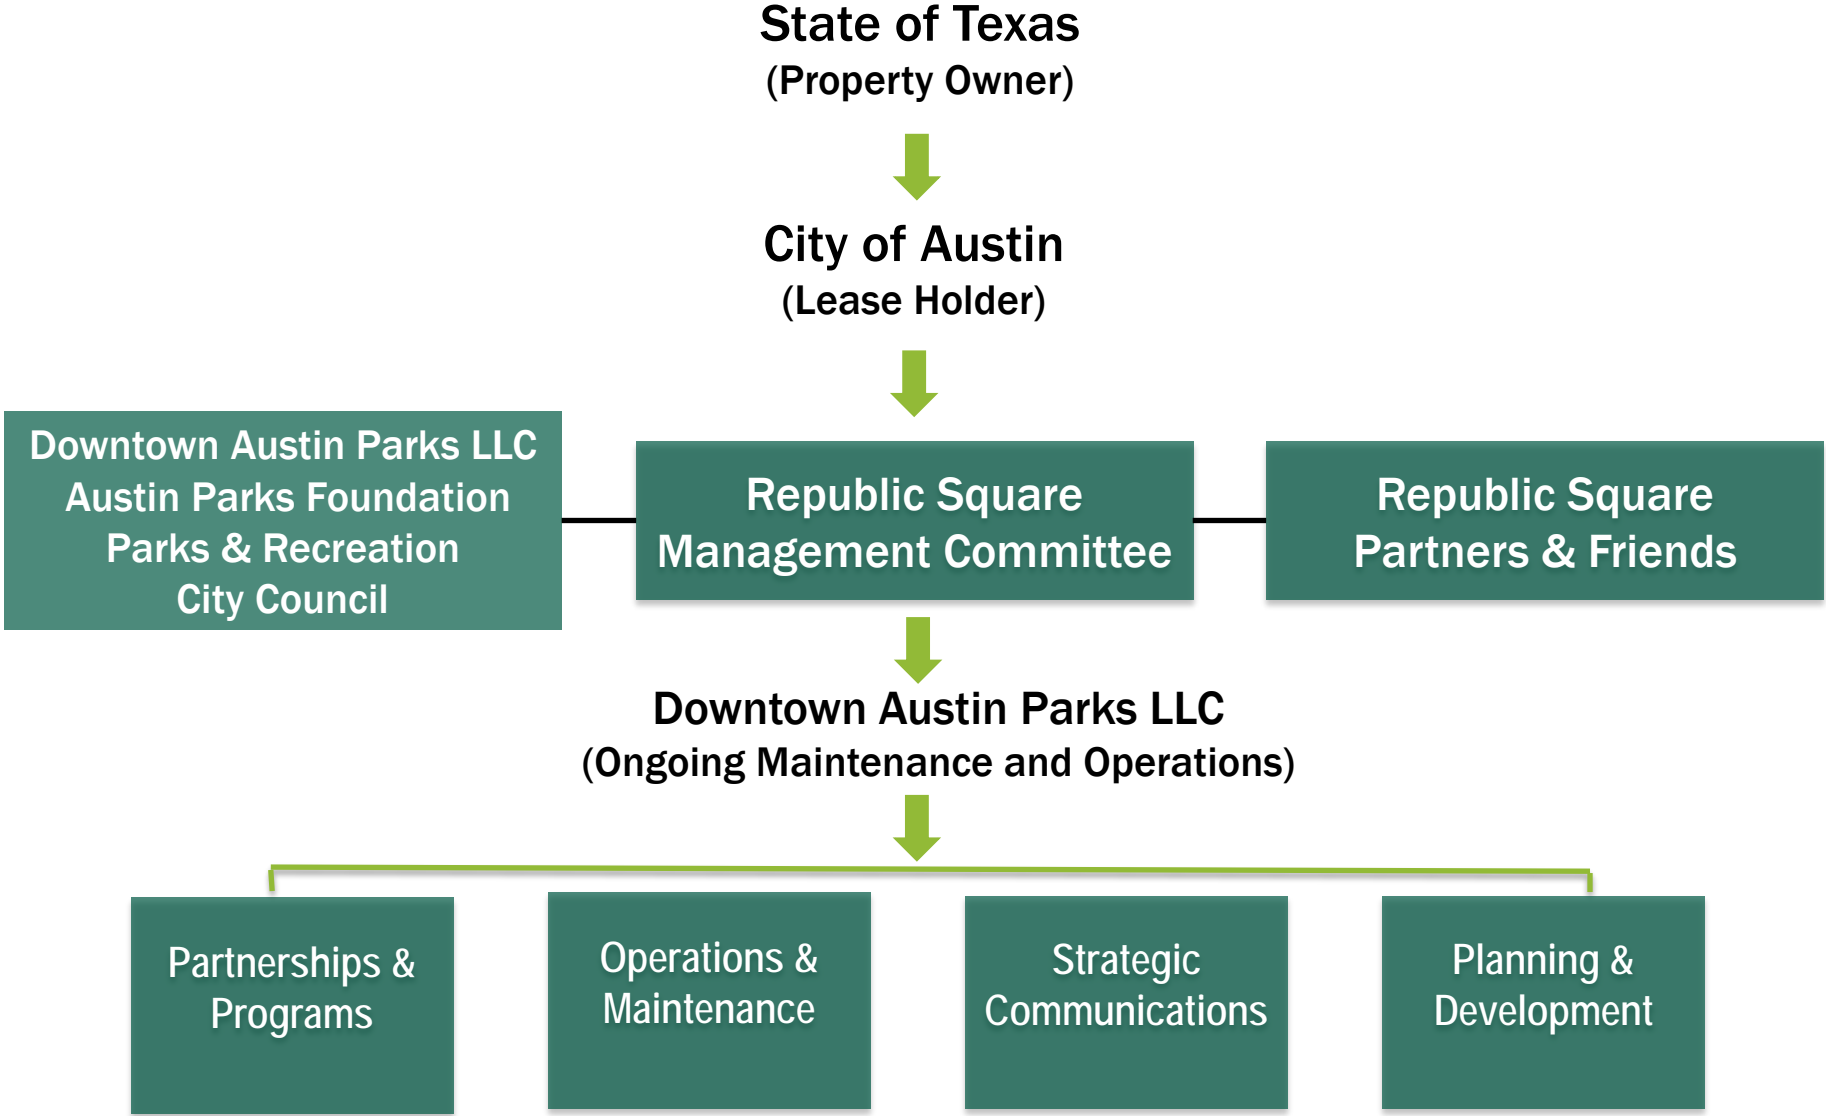 State of Texas
(Property Owner)
City of Austin
(Lease Holder)
Downtown Austin Parks LLC
Austin Parks Foundation
Parks & Recreation
City Council
Republic Square
Management Committee
Republic Square
Partners & Friends
Downtown Austin Parks LLC
(Ongoing Maintenance and Operations)
Partnerships &
Programs
Operations &
Maintenance
Strategic
Communications
Planning &
Development